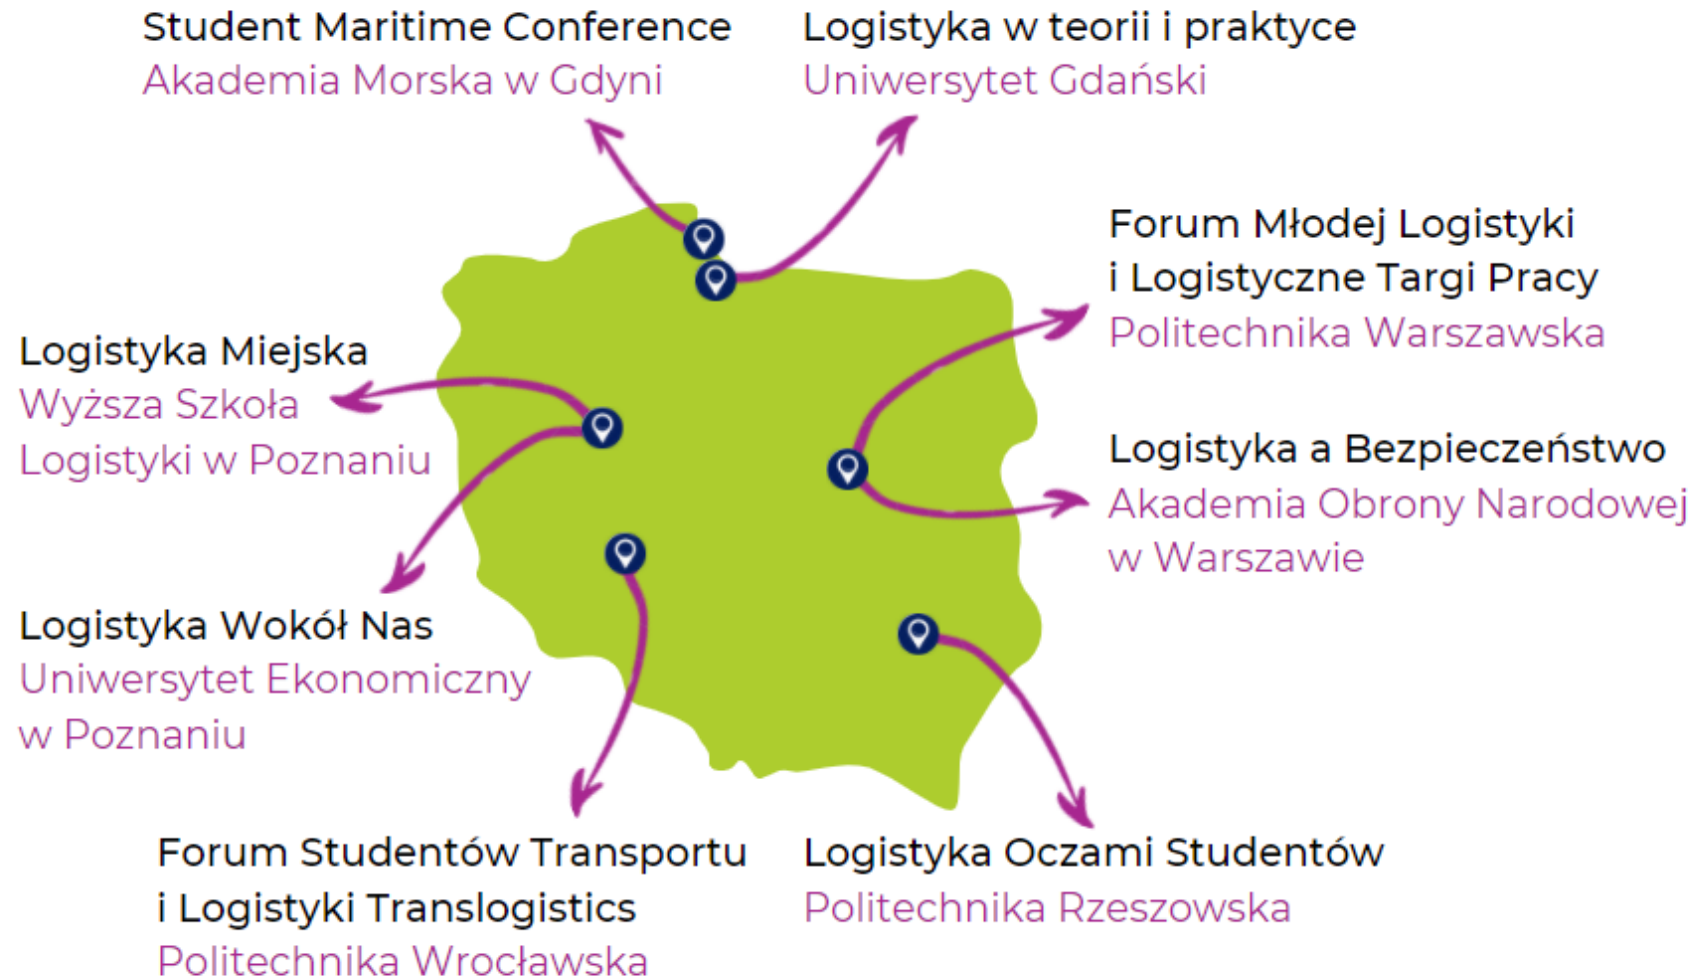 Student Maritime Conference
Akademia Morska w Gdyni
Logistyka w teorii i praktyce
Uniwersytet Gdański
Forum Młodej Logistyki
i Logistyczne Targi Pracy
Politechnika Warszawska
Logistyka Miejska
Wyższa Szkoła
Logistyki w Poznaniu
Logistyka a Bezpieczeństwo
Akademia Obrony Narodowej
w Warszawie
Logistyka Wokół Nas
Uniwersytet Ekonomiczny
w Poznaniu
Forum Studentów Transportu
i Logistyki Translogistics
Politechnika Wrocławska
Logistyka Oczami Studentów
Politechnika Rzeszowska